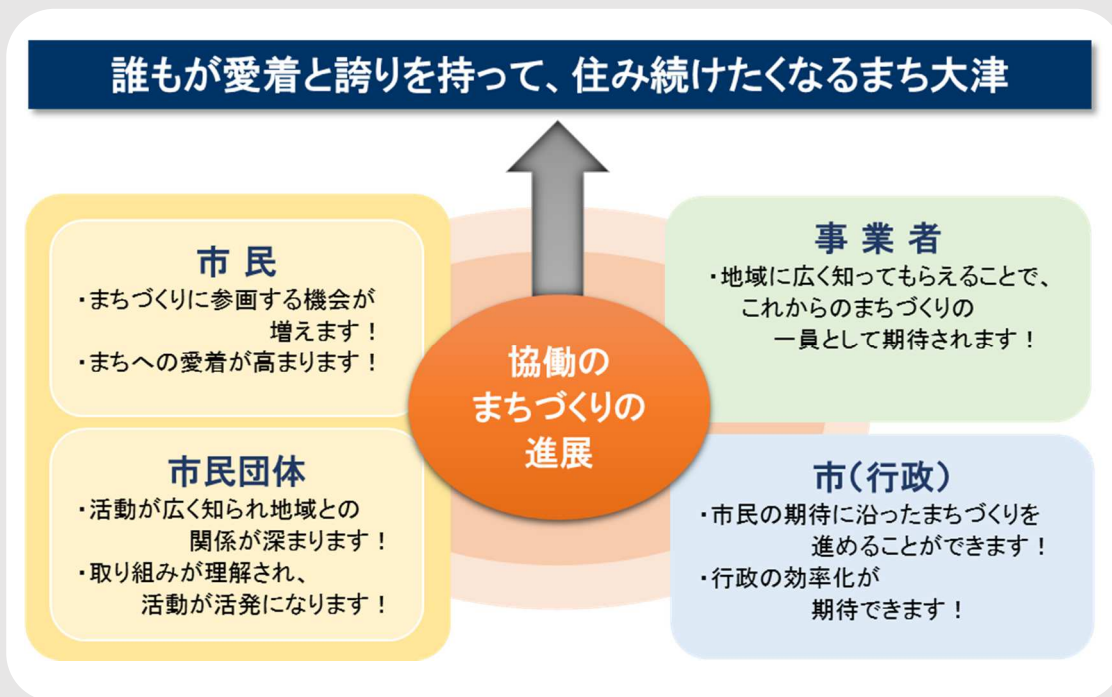 誰もが愛着と誇りを持って、住み続けたくなるまち大津
市 民
・まちづくりに参画する機会が
増えます！
・まちへの愛着が高まります！
市民団体
・活動が広く知られ地域との
関係が深まります！
・取り組みが理解され、
活動が活発になります！
協働の
まちづくりの
進展
事 業 者
・地域に広く知ってもらえることで、
これからのまちづくりの
一員として期待されます！
市（行政）
・市民の期待に沿ったまちづくりを
進めることができます！
・行政の効率化が
期待できます！